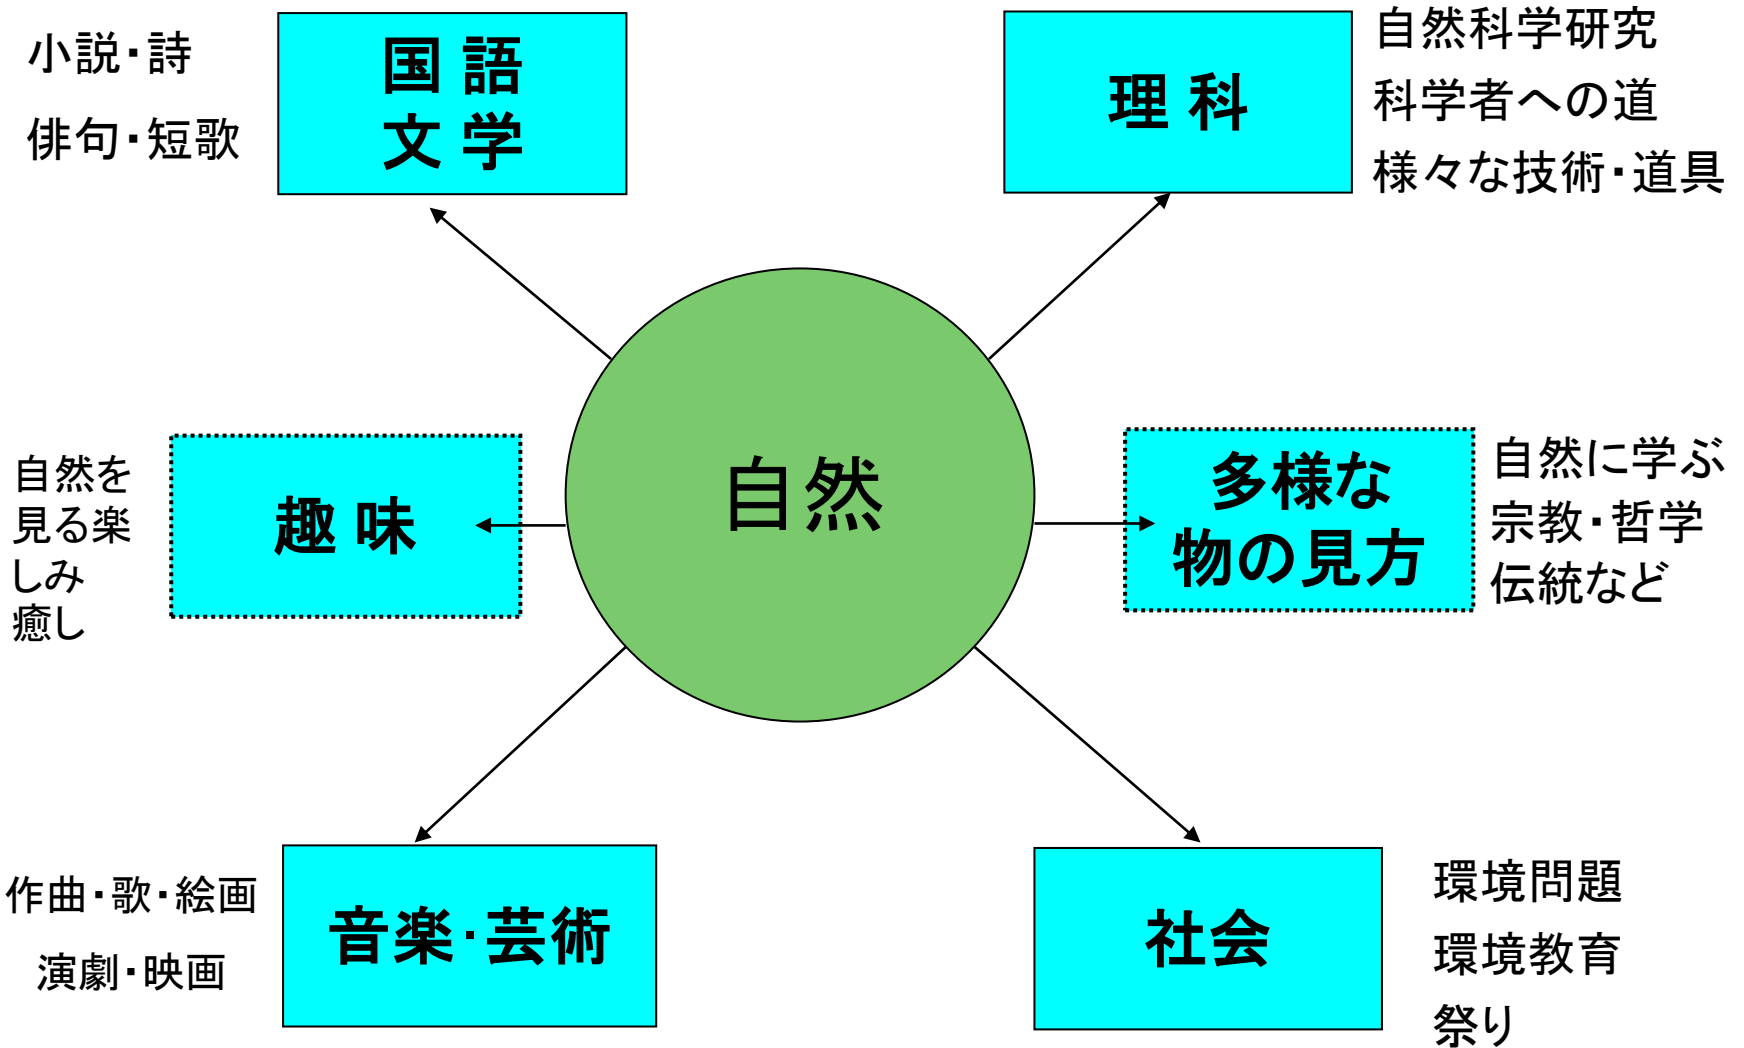 小説・詩
俳句・短歌
国 語
文 学
理 科
自然科学研究
科学者への道
様々な技術・道具
自然を
見る楽
しみ
癒し
趣 味
自然
多様な
物の見方
自然に学ぶ
宗教・哲学
伝統など
作曲・歌・絵画
演劇・映画
音楽・芸術
社会
環境問題
環境教育
祭り